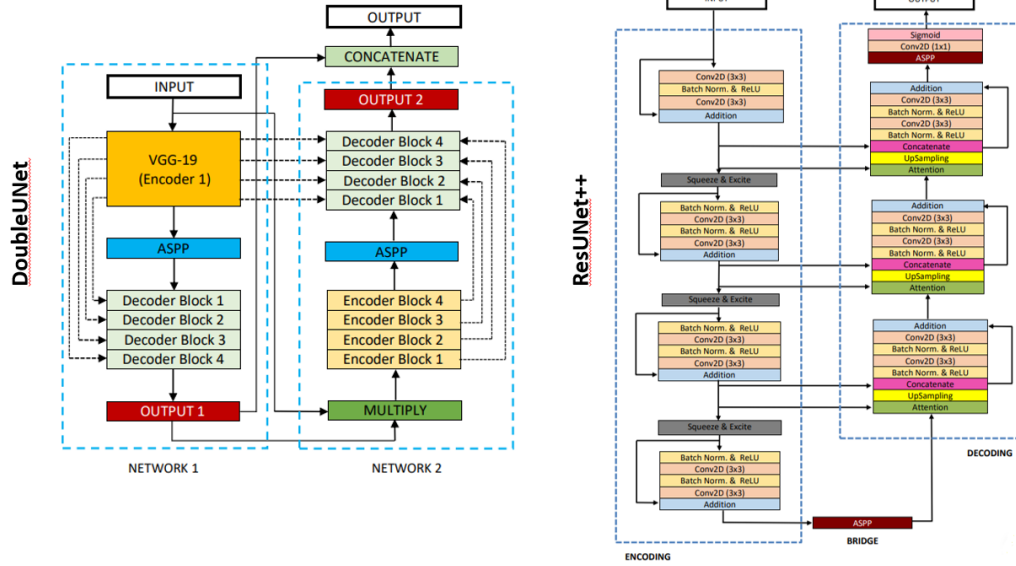 DoubleUNet
OUTPUT
CONCATENATE
INPUT
OUTPUT 2
VGG-19
(Encoder 1)
Decoder Block 4
Decoder Block 3
Decoder Block 2
Decoder Block 1
ASPP
ASPP
Decoder Block 1
Decoder Block 2
Decoder Block 3
Decoder Block 4
Encoder Block 4
Encoder Block 3
Encoder Block 2
Encoder Block 1
OUTPUT 1
MULTIPLY
NETWORK 1
NETWORK 2
ResUNet++
Conv2D (3x3)
Batch Norm. & ReLU
Conv2D (3x3)
Addition
Squeeze & Excite
Batch Norm. & ReLU
Conv2D (3x3)
Batch Norm. & ReLU
Conv2D (3x3)
Addition
Squeeze & Excite
Batch Norm. & ReLU
Conv2D (3x3)
Batch Norm. & ReLU
Conv2D (3x3)
Addition
Squeeze & Excite
Batch Norm. & ReLU
Conv2D (3x3)
Batch Norm. & ReLU
Conv2D (3x3)
Addition
ENCODING
ASPP
BRIDGE
Sigmoid
Conv2D (1x1)
ASPP
Addition
Conv2D (3x3)
Batch Norm. & ReLU
Conv2D (3x3)
Batch Norm. & ReLU
Concatenate
UpSampling
Attention
Addition
Conv2D (3x3)
Batch Norm. & ReLU
Conv2D (3x3)
Batch Norm. & ReLU
Concatenate
UpSampling
Attention
Addition
Conv2D (3x3)
Batch Norm. & ReLU
Conv2D (3x3)
Batch Norm. & ReLU
Concatenate
UpSampling
Attention
DECODING